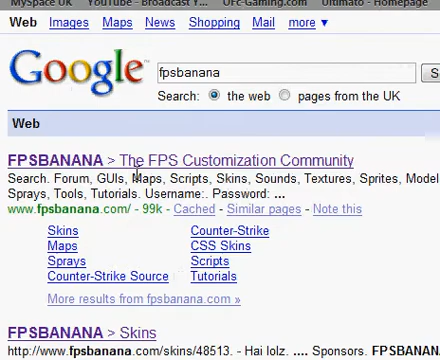 MySpace UK YouTube - Broadcast Y... UFc-Gaming.com Ultimato - Homepage
Web Images Maps News Shopping Mail more ▼
Google™ fpsbanana S
Search: the web pages from the UK
Web
FPSBANANA > The FPS Customization Community
Search. Forum, GUIs, Maps, Scripts, Skins, Sounds, Textures, Sprites, Model
Sprays, Tools, Tutorials. Username:. Password: ...
www.fpsbanana.com/ - 99k - Cached - Similar pages - Note this
Skins Counter-Strike
Maps CSS Skins
Sprays Scripts
Counter-Strike Source Tutorials
More results from fpsbanana.com »
FPSBANANA > Skins
http://www.fpsbanana.com/skins/48513. - Hai lolz. .... Sponsors. FPSBANAN